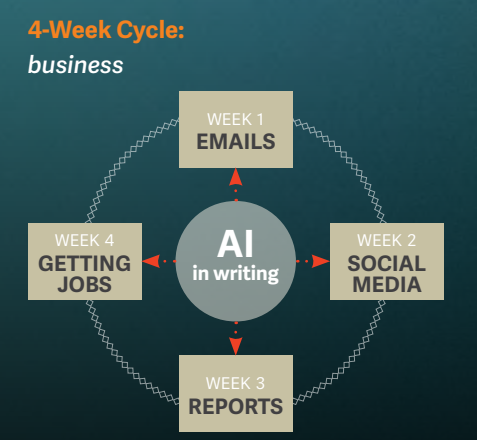 4-Week Cycle:
business
WEEK 1
EMAILS
AI
in writing
WEEK 2
SOCIAL
MEDIA
WEEK 3
REPORTS
WEEK 4
GETTING
JOBS